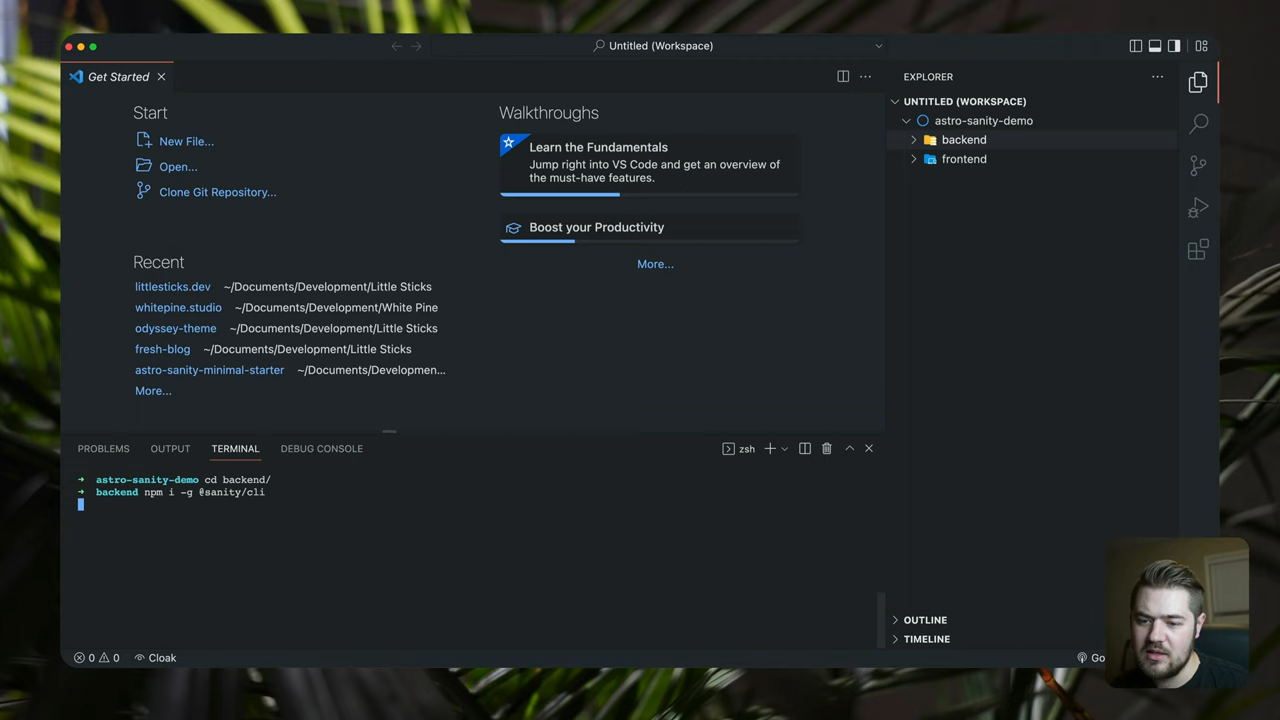 Untitled (Workspace)
Get Started
Start
New File...
Open...
Clone Git Repository...
Recent
littlesticks.dev ~/Documents/Development/Little Sticks
whitepine.studio ~/Documents/Development/White Pine
odyssey-theme ~/Documents/Development/Little Sticks
fresh-blog ~/Documents/Development/Little Sticks
astro-sanity-minimal-starter ~/Documents/Developmen...
More...
Walkthroughs
Learn the Fundamentals
Jump right into VS Code and get an overview of
the must-have features.
Boost your Productivity
More...
EXPLORER
UNTITLED (WORKSPACE)
astro-sanity-demo
backend
frontend
OUTLINE
TIMELINE
PROBLEMS OUTPUT TERMINAL DEBUG CONSOLE
zsh
astro-sanity-demo cd backend/
backend npm i -g @sanity/cli
0 0 Cloak
Go